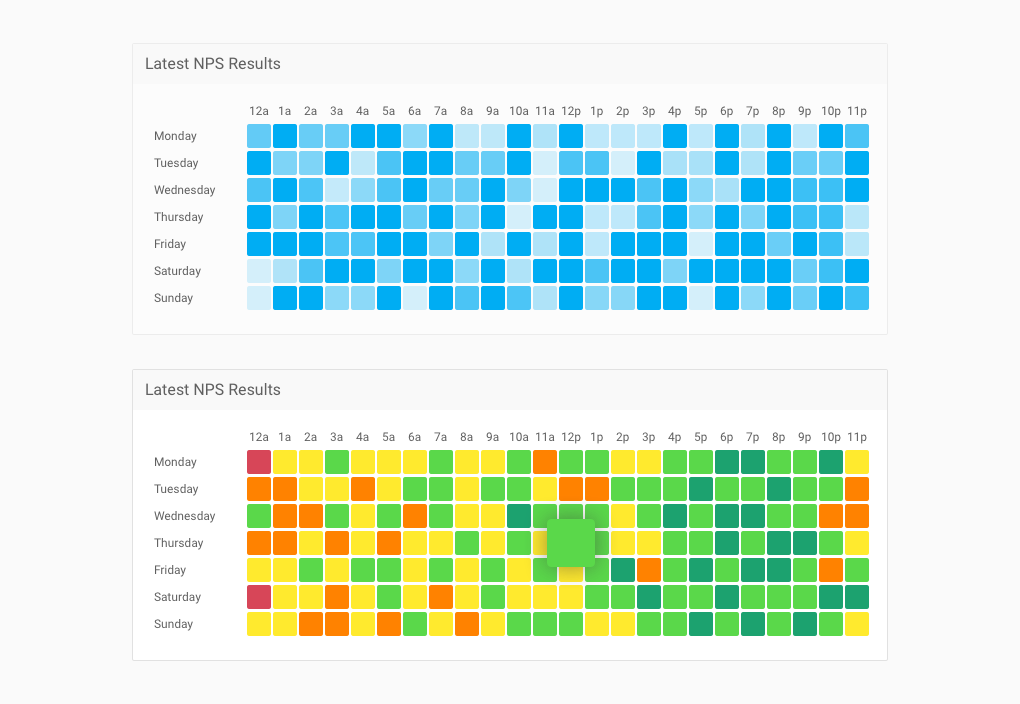 Latest NPS Results
12a 1a 2a 3a 4a 5a 6a 7a 8a 9a 10a 11a 12p 1p 2p 3p 4p 5p 6p 7p 8p 9p 10p 11p
Monday
Tuesday
Wednesday
Thursday
Friday
Saturday
Sunday
Latest NPS Results
12a 1a 2a 3a 4a 5a 6a 7a 8a 9a 10a 11a 12p 1p 2p 3p 4p 5p 6p 7p 8p 9p 10p 11p
Monday
Tuesday
Wednesday
Thursday
Friday
Saturday
Sunday